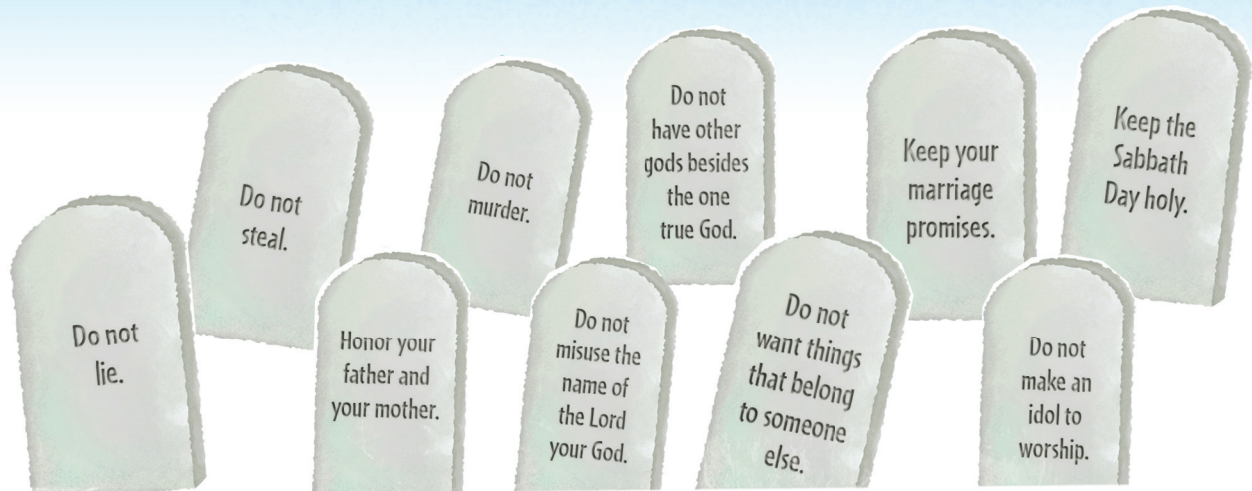 Do not
lie.
Do not
steal.
Honor your
father and
your mother.
Do not
murder.
Do not
misuse the
name of
the Lord
your God.
Do not
have other
gods besides
the one
true God.
Do not
want things
that belong
to someone
else.
Keep your
marriage
promises.
Do not
make an
idol to
worship.
Keep the
Sabbath
Day holy.